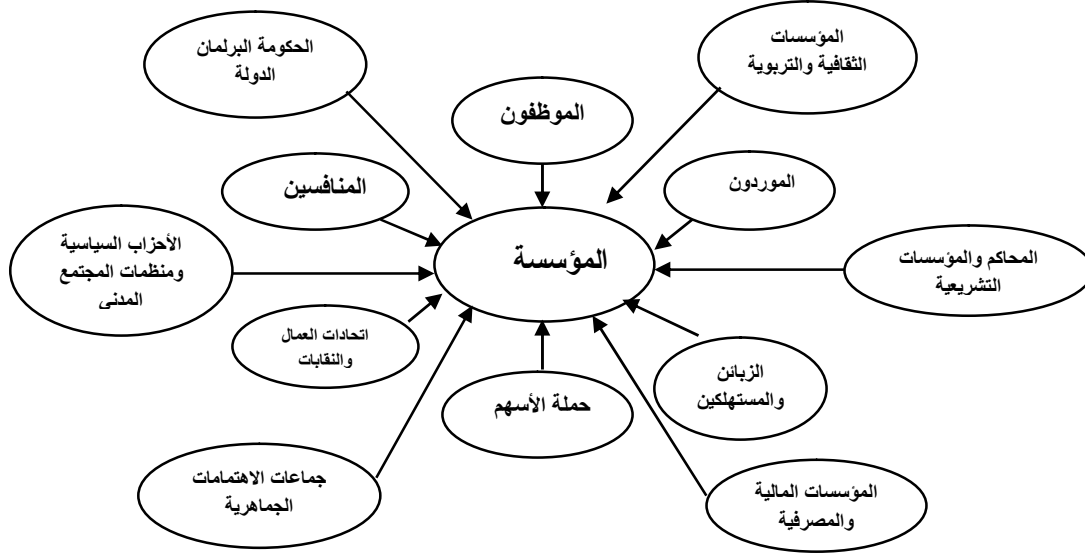 المؤسسات
الثقافية والتربوية
الحكومة البرلمان
الدولة
الموظفون
الموردون
المنافسين
الأحزاب السياسية
ومنظمات المجتمع
المدنى
المؤسسة
المحاكم والمؤسسات
التشريعية
اتحادات العمال
والنقابات
الزبائن
والمستهلكين
حملة الأسهم
جماعات الاهتمامات
الجماهرية
المؤسسات المالية
والمصرفية